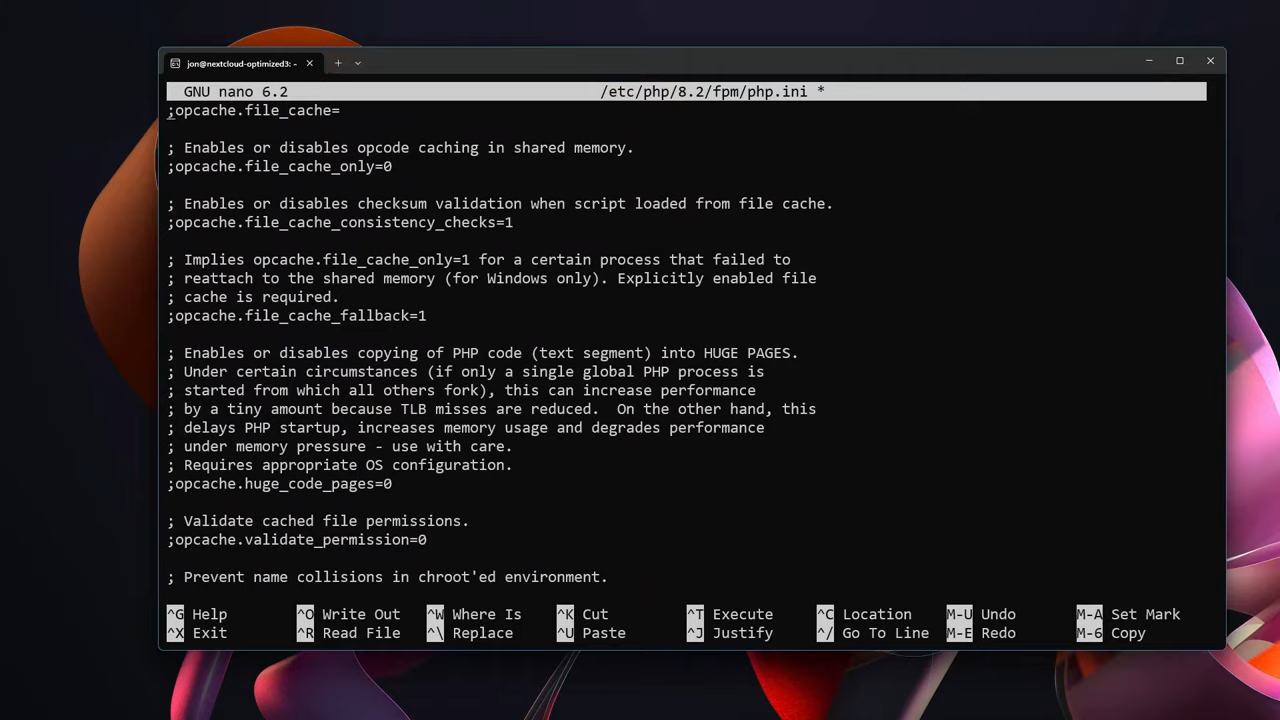 jon@nextcloud-optimized3: ~
GNU nano 6.2 /etc/php/8.2/fpm/php.ini *
;opcache.file_cache=
; Enables or disables opcode caching in shared memory.
;opcache.file_cache_only=0
; Enables or disables checksum validation when script loaded from file cache.
;opcache.file_cache_consistency_checks=1
; Implies opcache.file_cache_only=1 for a certain process that failed to
; reattach to the shared memory (for Windows only). Explicitly enabled file
; cache is required.
;opcache.file_cache_fallback=1
; Enables or disables copying of PHP code (text segment) into HUGE PAGES.
; Under certain circumstances (if only a single global PHP process is
; started from which all others fork), this can increase performance
; by a tiny amount because TLB misses are reduced.  On the other hand, this
; delays PHP startup, increases memory usage and degrades performance
; under memory pressure - use with care.
; Requires appropriate OS configuration.
;opcache.huge_code_pages=0
; Validate cached file permissions.
;opcache.validate_permission=0
; Prevent name collisions in chroot'ed environment.
^G Help ^O Write Out ^W Where Is ^K Cut ^T Execute ^C Location M-U Undo M-A Set Mark
^X Exit ^R Read File ^\ Replace ^U Paste ^J Justify ^/ Go To Line M-E Redo M-6 Copy